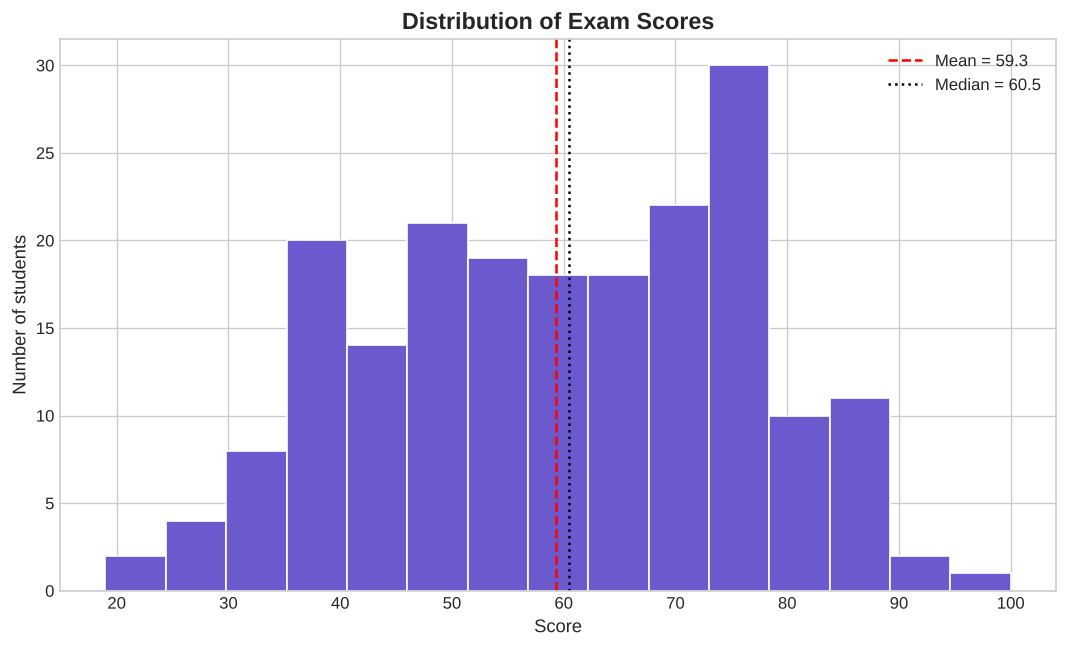 Distribution of Exam Scores
Mean = 59.3
Median = 60.5
Number of students
30
25
20
15
10
5
0
20 30 40 50 60 70 80 90 100
Score